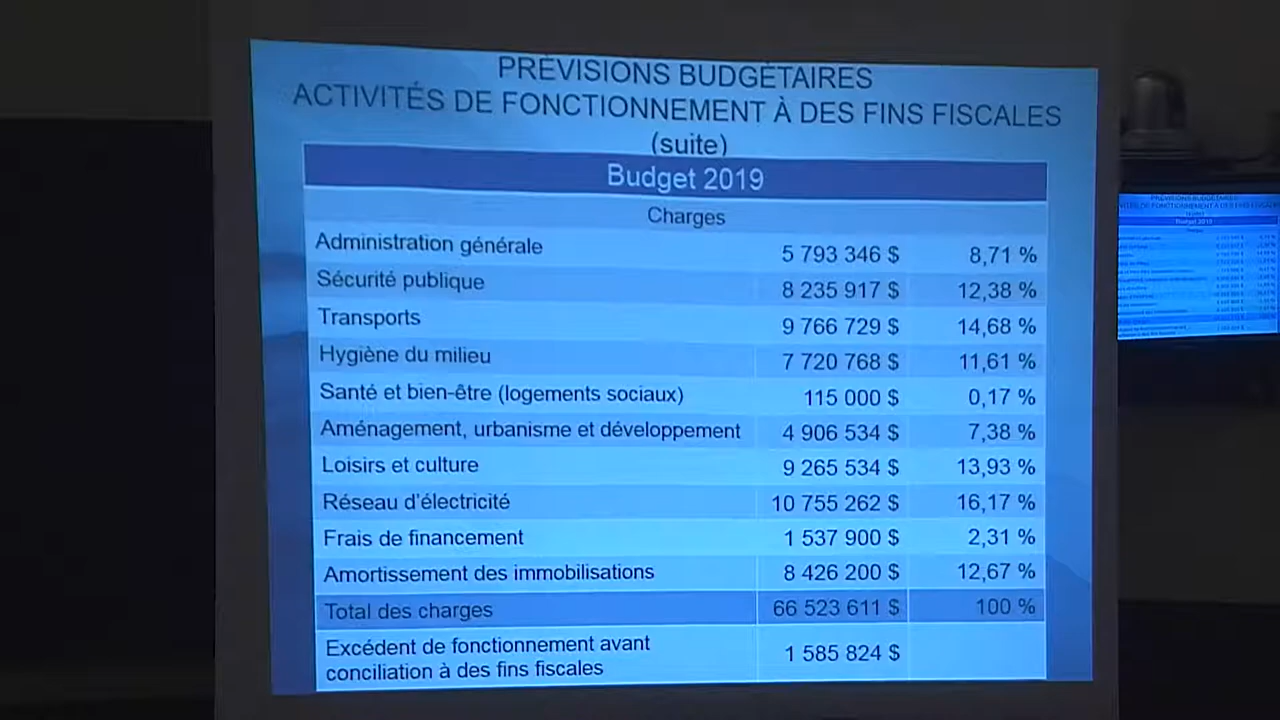 PRÉVISIONS BUDGÉTAIRES
ACTIVITÉS DE FONCTIONNEMENT À DES FINS FISCALES
(suite)
Budget 2019
Charges
Administration générale 5 793 346 $ 8,71 %
Sécurité publique 8 235 917 $ 12,38 %
Transports 9 766 729 $ 14,68 %
Hygiène du milieu 7 720 768 $ 11,61 %
Santé et bien-être (logements sociaux) 115 000 $ 0,17 %
Aménagement, urbanisme et développement 4 906 534 $ 7,38 %
Loisirs et culture 9 265 534 $ 13,93 %
Réseau d'électricité 10 755 262 $ 16,17 %
Frais de financement 1 537 900 $ 2,31 %
Amortissement des immobilisations 8 426 200 $ 12,67 %
Total des charges 66 523 611 $ 100 %
Excédent de fonctionnement avant
conciliation à des fins fiscales 1 585 824 $